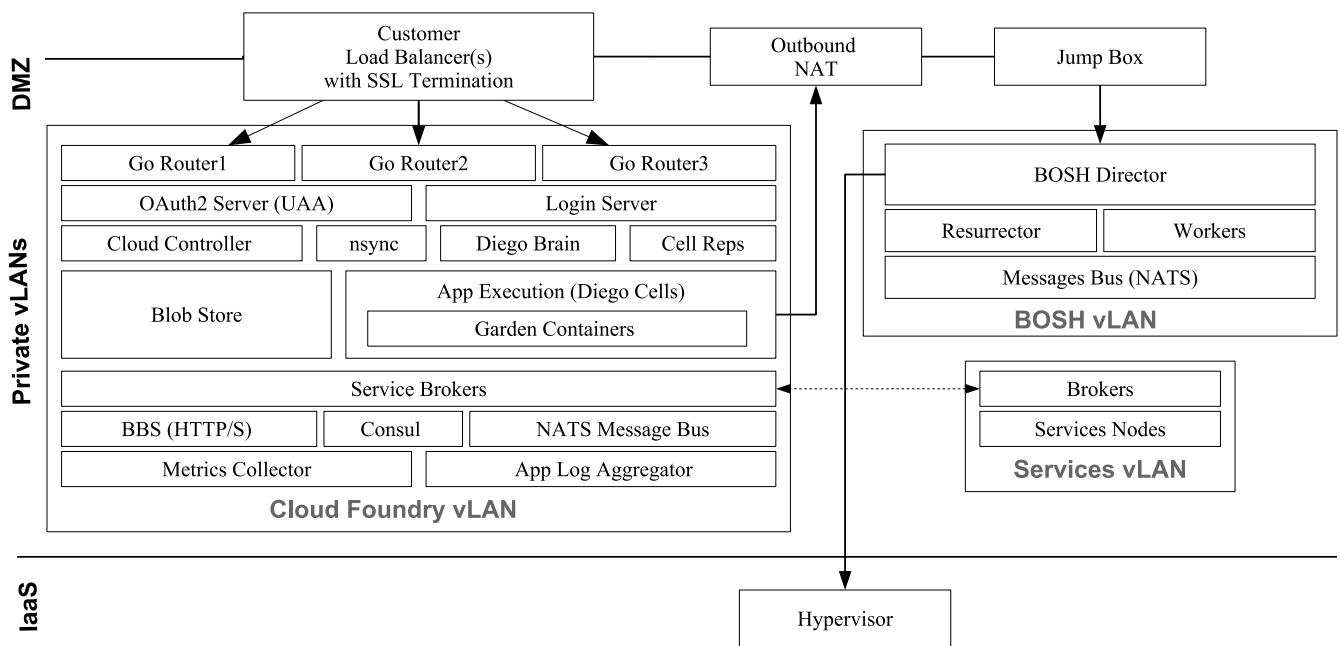 DMZ
Customer
Load Balancer(s)
with SSL Termination
Outbound
NAT
Jump Box
Private vLANs
Go Router1
Go Router2
Go Router3
OAuth2 Server (UAA)
Login Server
Cloud Controller
nsync
Diego Brain
Cell Reps
Blob Store
App Execution (Diego Cells)
Garden Containers
Service Brokers
BBS (HTTP/S)
Consul
NATS Message Bus
Metrics Collector
App Log Aggregator
Cloud Foundry vLAN
BOSH Director
Resurrector
Workers
Messages Bus (NATS)
BOSH vLAN
Brokers
Services Nodes
Services vLAN
IaaS
Hypervisor